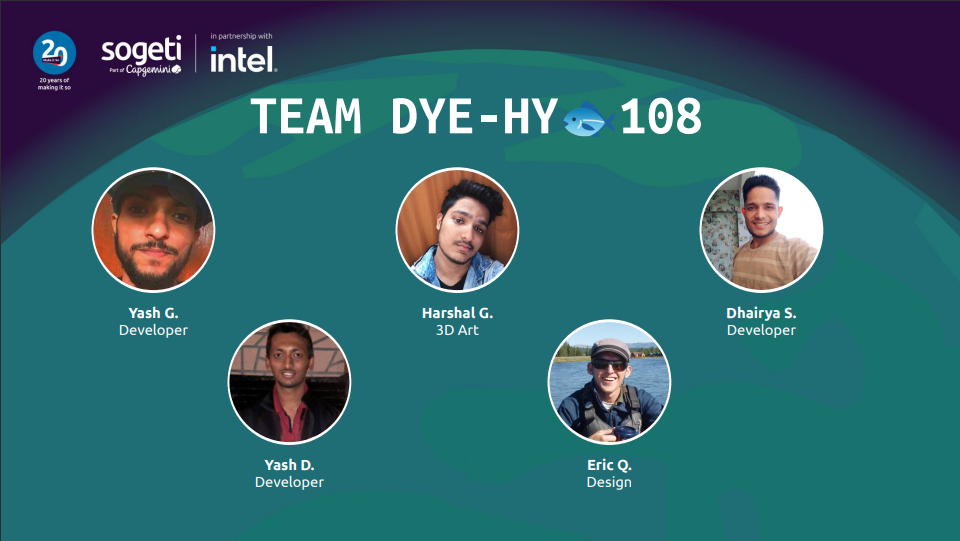 20
Make it So
20 years of
making it so
sogeti
Part of Capgemini
in partnership with
intel.
TEAM DYE-HY🐟108
Yash G.
Developer
Harshal G.
3D Art
Dhairya S.
Developer
Yash D.
Developer
Eric Q.
Design